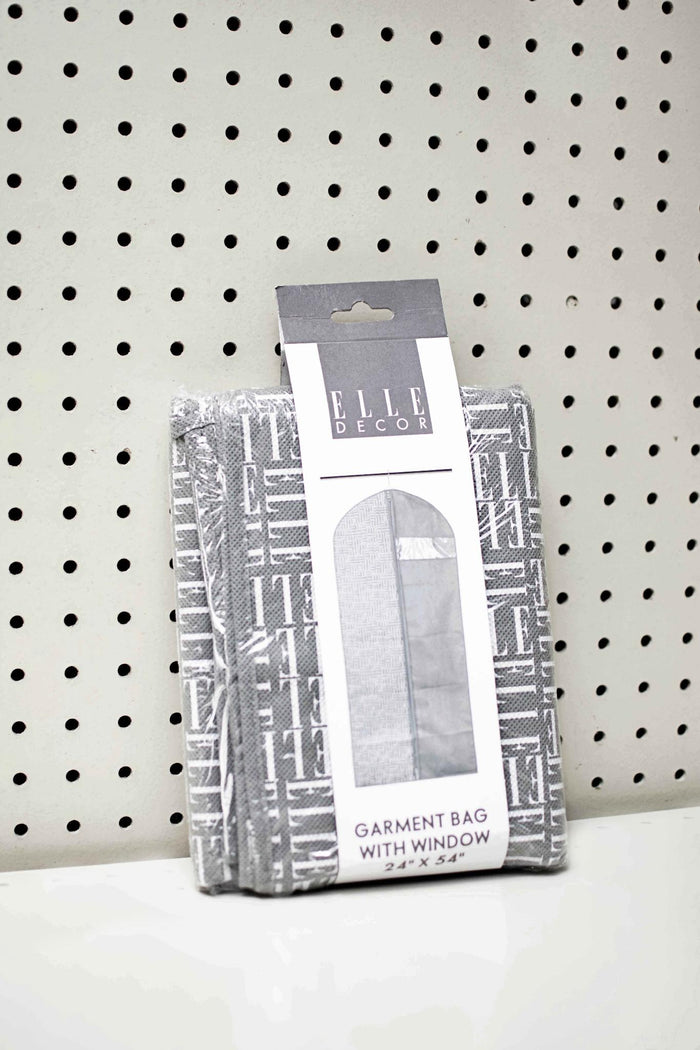 ELLE
DECOR
GARMENT BAG
WITH WINDOW
24" X 54"